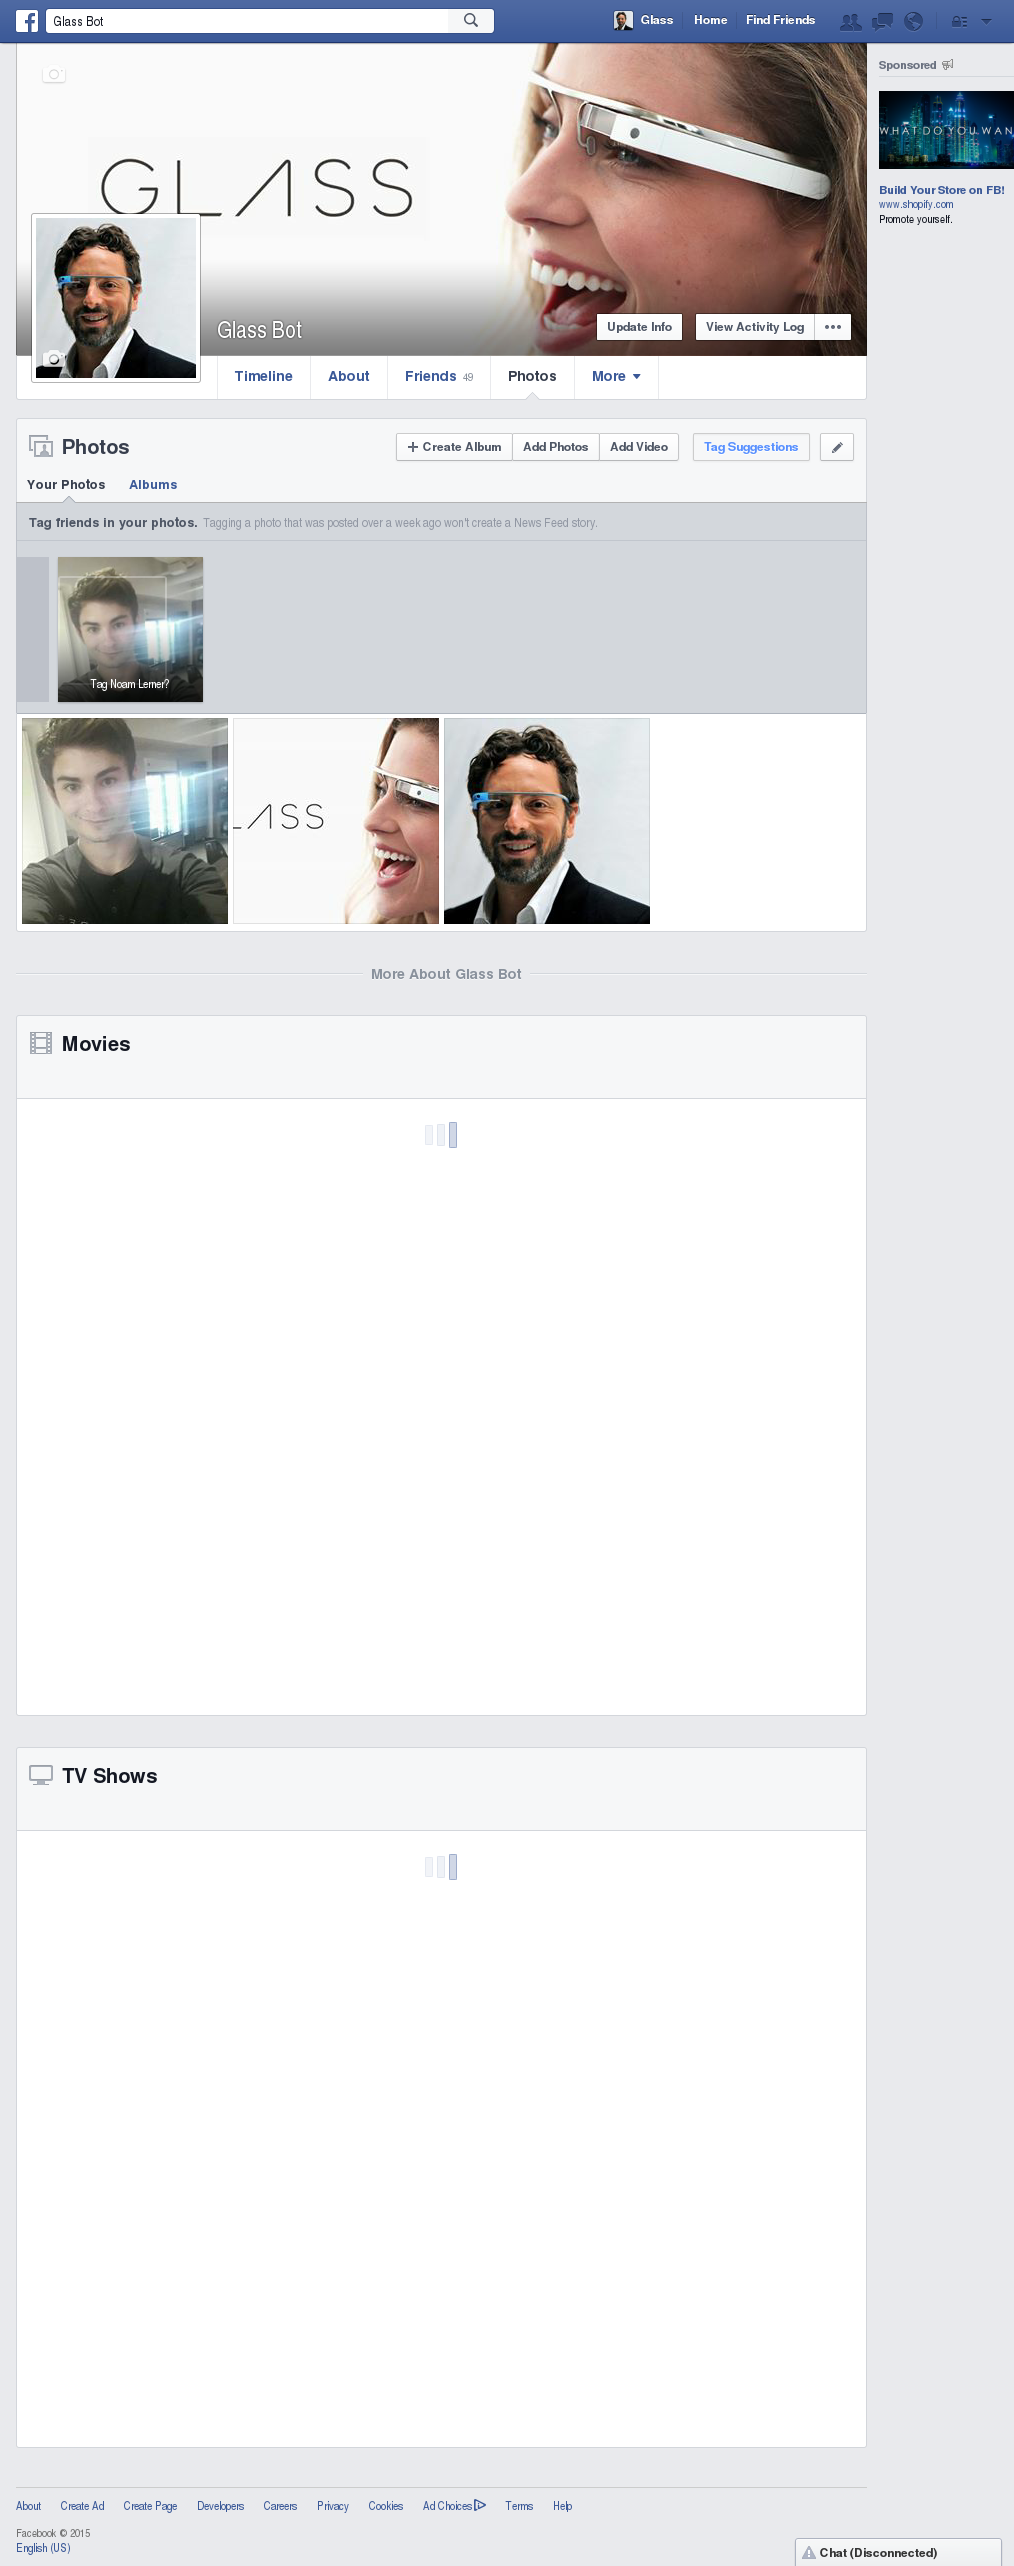 Glass Bot
Glass Home Find Friends
Sponsored
WHAT DO YOU WAN
Build Your Store on FB!
www.shopify.com
Promote yourself.
GLASS
Glass Bot
Update Info View Activity Log
Timeline About Friends 49 Photos More
Photos
Create Album Add Photos Add Video Tag Suggestions
Your Photos Albums
Tag friends in your photos. Tagging a photo that was posted over a week ago won't create a News Feed story.
Tag Noam Lerner?
LASS
More About Glass Bot
Movies
TV Shows
About Create Ad Create Page Developers Careers Privacy Cookies Ad Choices Terms Help
Facebook © 2015
English (US)
Chat (Disconnected)